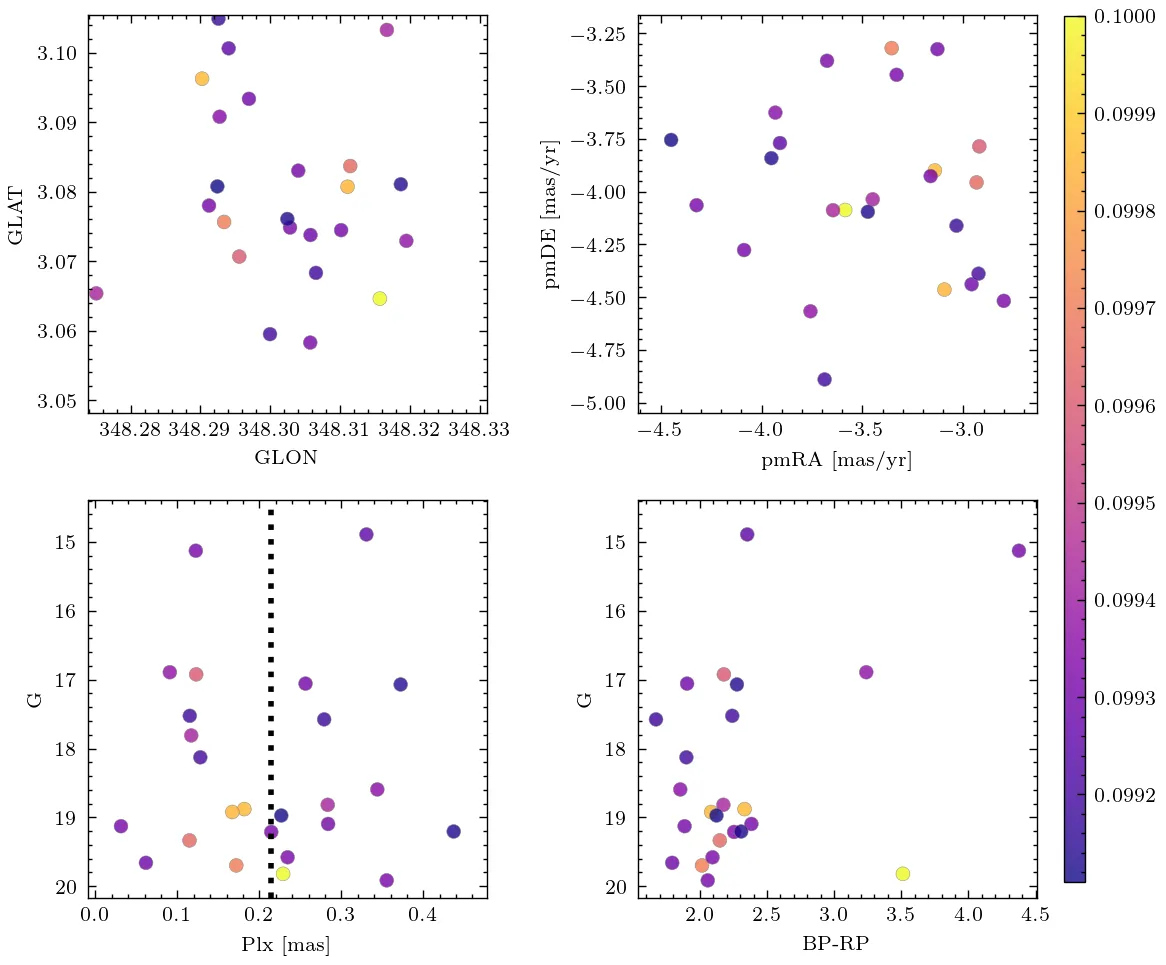 3.10
3.09
3.08
3.07
3.06
3.05
GLAT
348.28 348.29 348.30 348.31 348.32 348.33
GLON
−3.25
−3.50
−3.75
−4.00
−4.25
−4.50
−4.75
−5.00
pmDE [mas/yr]
−4.5 −4.0 −3.5 −3.0
pmRA [mas/yr]
0.1000
0.0999
0.0998
0.0997
0.0996
0.0995
0.0994
0.0993
0.0992
15
16
17
18
19
20
G
0.0 0.1 0.2 0.3 0.4
Plx [mas]
15
16
17
18
19
20
G
2.0 2.5 3.0 3.5 4.0 4.5
BP-RP